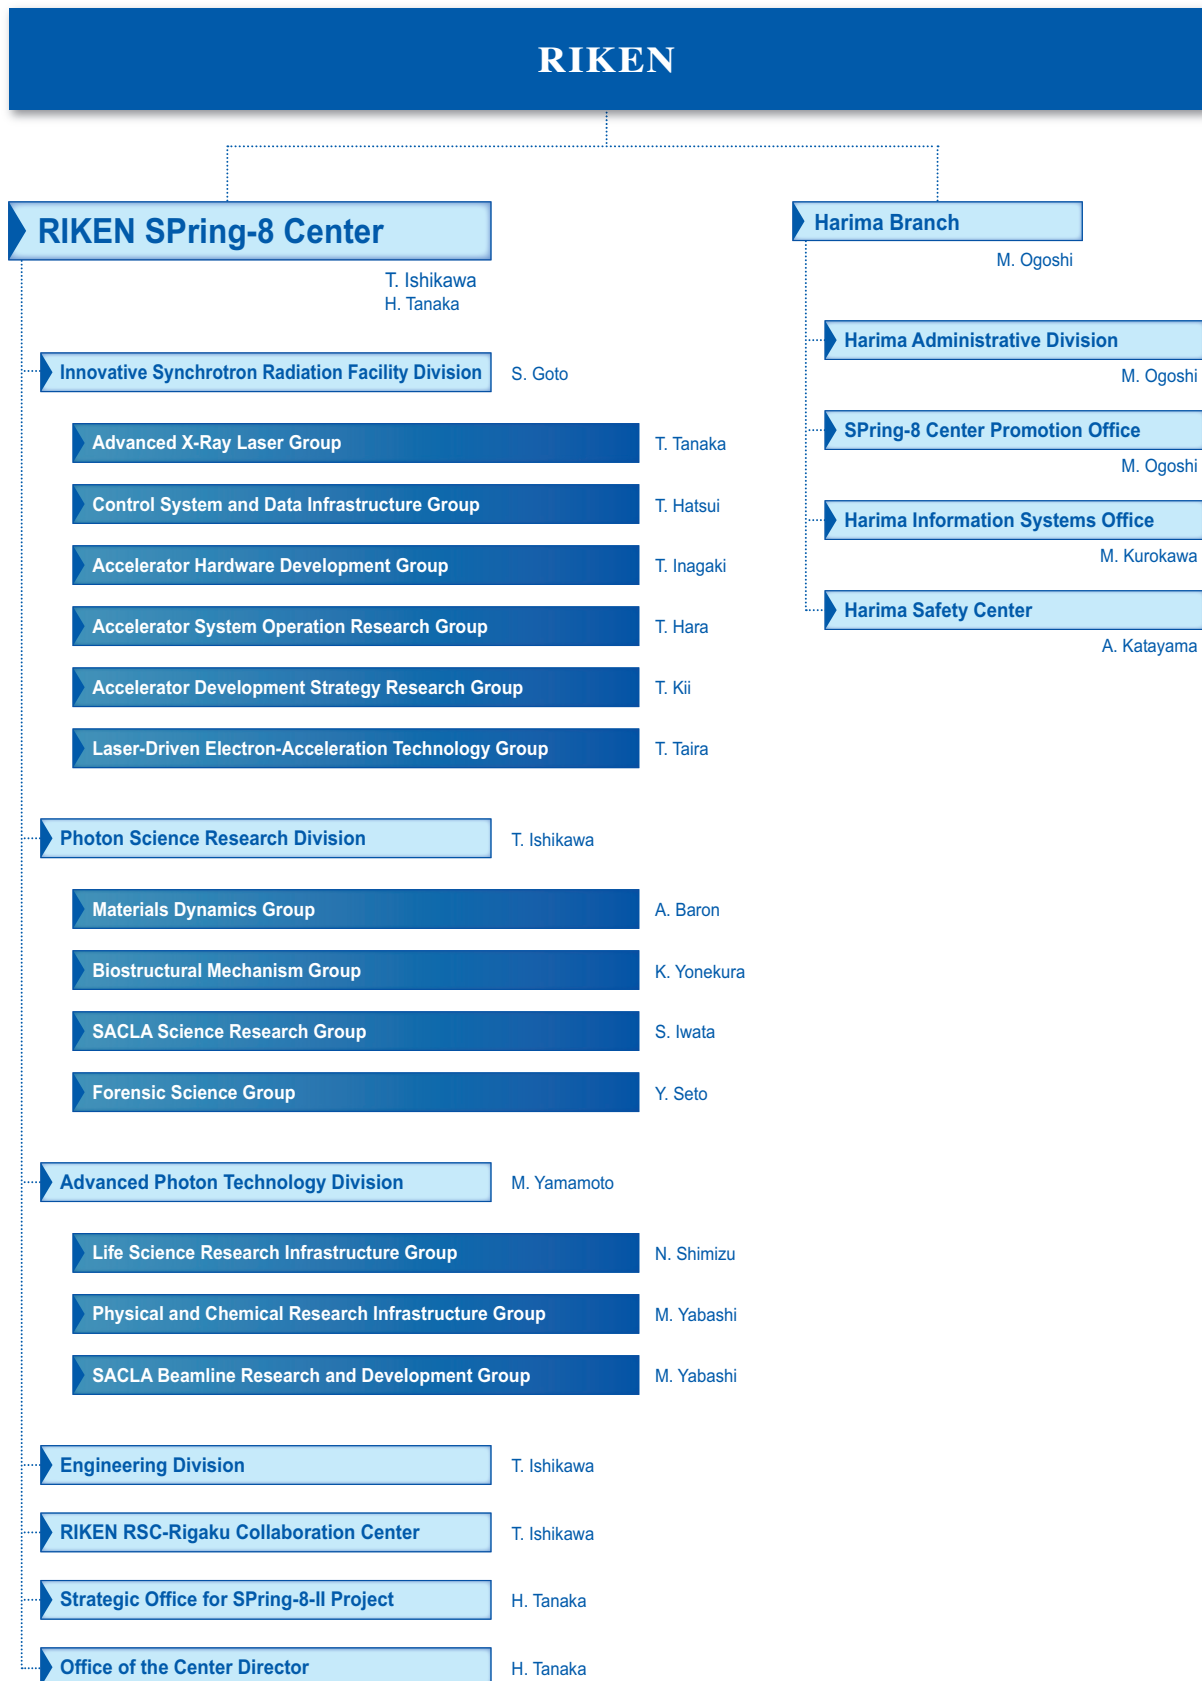 RIKEN
RIKEN SPring-8 Center
T. Ishikawa
H. Tanaka
Innovative Synchrotron Radiation Facility Division
S. Goto
Advanced X-Ray Laser Group
T. Tanaka
Control System and Data Infrastructure Group
T. Hatsui
Accelerator Hardware Development Group
T. Inagaki
Accelerator System Operation Research Group
T. Hara
Accelerator Development Strategy Research Group
T. Kii
Laser-Driven Electron-Acceleration Technology Group
T. Taira
Photon Science Research Division
T. Ishikawa
Materials Dynamics Group
A. Baron
Biostructural Mechanism Group
K. Yonekura
SACLA Science Research Group
S. Iwata
Forensic Science Group
Y. Seto
Advanced Photon Technology Division
M. Yamamoto
Life Science Research Infrastructure Group
N. Shimizu
Physical and Chemical Research Infrastructure Group
M. Yabashi
SACLA Beamline Research and Development Group
M. Yabashi
Engineering Division
T. Ishikawa
RIKEN RSC-Rigaku Collaboration Center
T. Ishikawa
Strategic Office for SPring-8-II Project
H. Tanaka
Office of the Center Director
H. Tanaka
Harima Branch
M. Ogoshi
Harima Administrative Division
M. Ogoshi
SPring-8 Center Promotion Office
M. Ogoshi
Harima Information Systems Office
M. Kurokawa
Harima Safety Center
A. Katayama